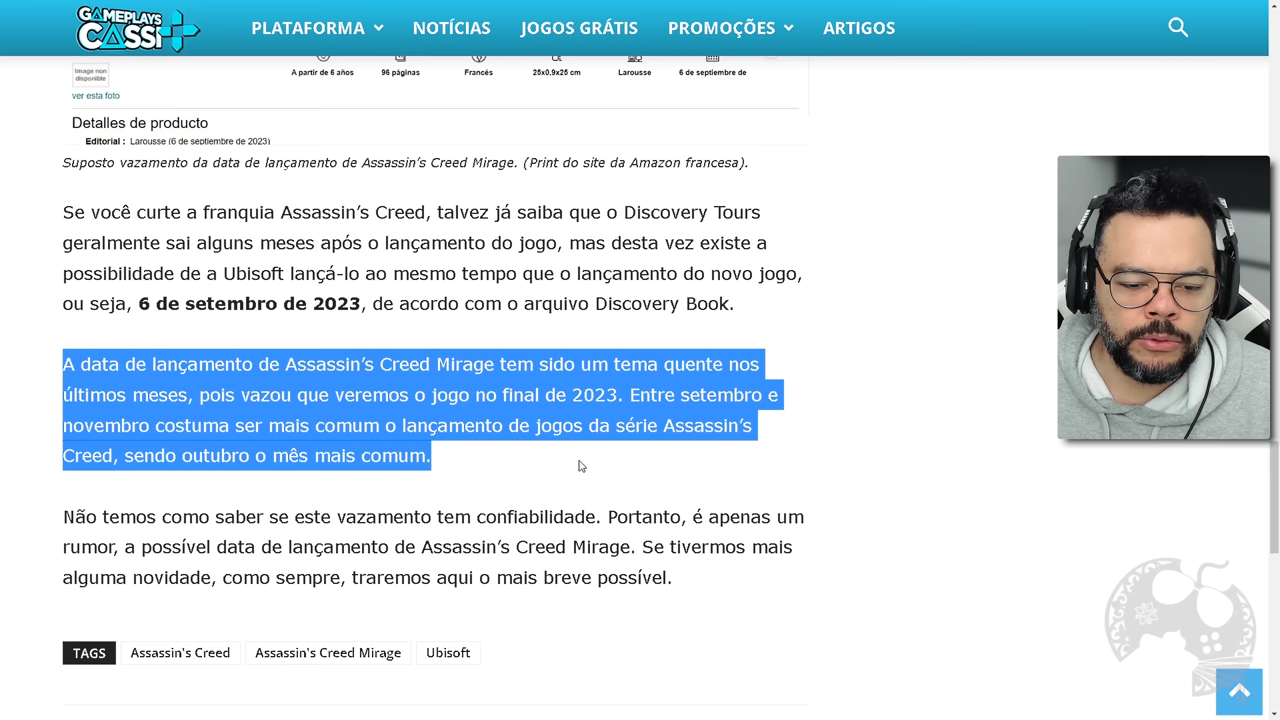 GAMEPLAYS
CASSI
PLATAFORMA
NOTÍCIAS
JOGOS GRÁTIS
PROMOÇÕES
ARTIGOS
Image non
disponible
ver esta foto
A partir de 6 años
96 páginas
Francés
25x0,9x25 cm
Larousse
6 de septiembre de
Detalles de producto
Editorial : Larousse (6 de septiembre de 2023)
Suposto vazamento da data de lançamento de Assassin’s Creed Mirage. (Print do site da Amazon francesa).
Se você curte a franquia Assassin’s Creed, talvez já saiba que o Discovery Tours
geralmente sai alguns meses após o lançamento do jogo, mas desta vez existe a
possibilidade de a Ubisoft lançá-lo ao mesmo tempo que o lançamento do novo jogo,
ou seja, 6 de setembro de 2023, de acordo com o arquivo Discovery Book.
A data de lançamento de Assassin’s Creed Mirage tem sido um tema quente nos
últimos meses, pois vazou que veremos o jogo no final de 2023. Entre setembro e
novembro costuma ser mais comum o lançamento de jogos da série Assassin’s
Creed, sendo outubro o mês mais comum.
Não temos como saber se este vazamento tem confiabilidade. Portanto, é apenas um
rumor, a possível data de lançamento de Assassin’s Creed Mirage. Se tivermos mais
alguma novidade, como sempre, traremos aqui o mais breve possível.
TAGS
Assassin's Creed
Assassin's Creed Mirage
Ubisoft